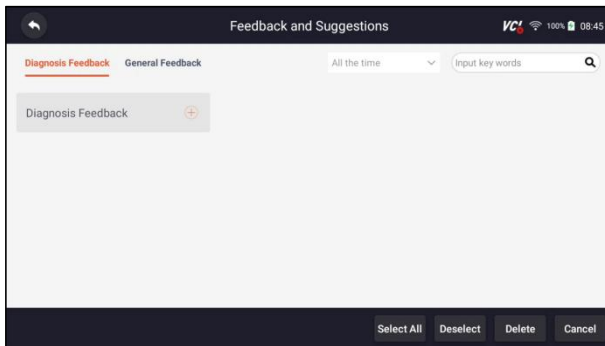 Feedback and Suggestions
VCI 100% 08:45
Diagnosis Feedback General Feedback All the time Input key words
Diagnosis Feedback
Select All Deselect Delete Cancel